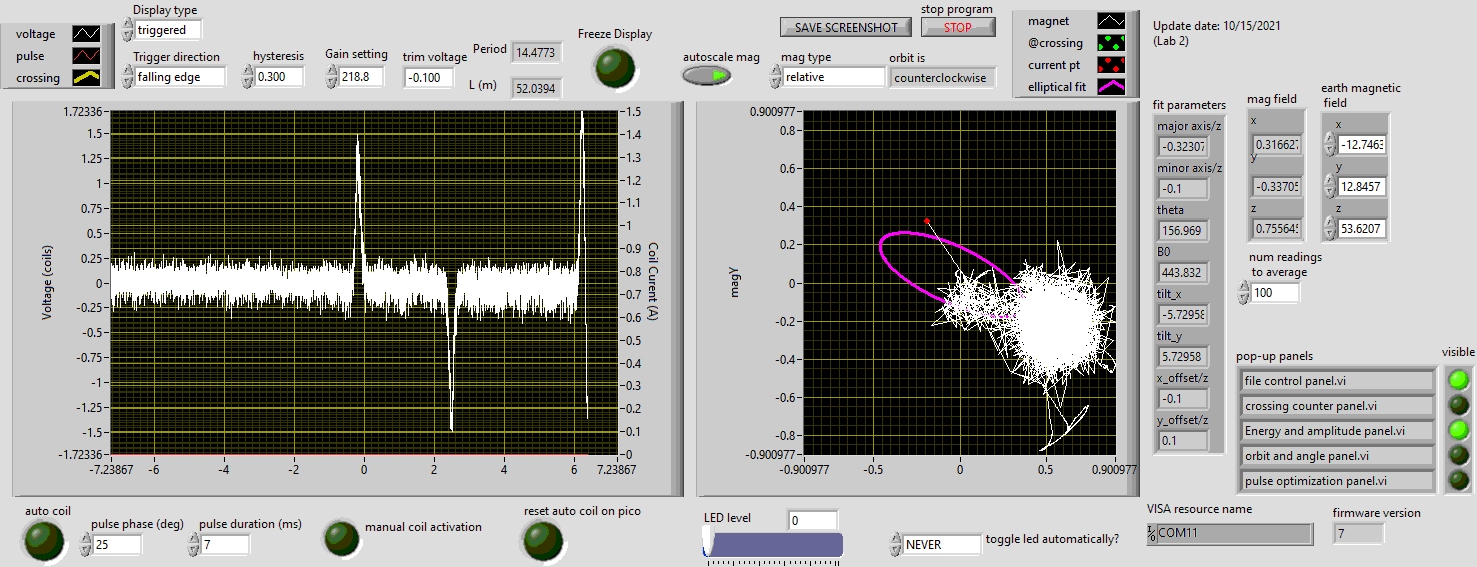 voltage
pulse
crossing
Display type
triggered
Trigger direction
falling edge
hysteresis
0.300
Gain setting
218.8
trim voltage
-0.100
Period
14.4773
L (m)
52.0394
Freeze Display
SAVE SCREENSHOT
stop program
STOP
autoscale mag
mag type
relative
orbit is
counterclockwise
magnet
@crossing
current pt
elliptical fit
Update date: 10/15/2021
(Lab 2)
Voltage (coils)
1.72336
1.5
1.25
1
0.75
0.5
0.25
0
-0.25
-0.5
-0.75
-1
-1.25
-1.5
-1.72336
-7.23867
-6
-4
-2
0
2
4
6
7.23867
1.5
1.4
1.3
1.2
1.1
1
0.9
0.8
0.7
0.6
0.5
0.4
0.3
0.2
0.1
0
Coil Curent (A)
magy
0.900977
0.8
0.6
0.4
0.2
0
-0.2
-0.4
-0.6
-0.8
-0.900977
-0.900977
-0.5
0
0.5
0.900977
fit parameters
major axis/z
-0.32307
minor axis/z
-0.1
theta
156.969
B0
443.832
tilt_x
-5.72958
tilt_y
5.72958
x_offset/z
-0.1
y_offset/z
0.1
mag field
x
0.316627
y
-0.33705
z
0.755645
earth magnetic
field
x
-12.7463
y
12.8457
z
53.6207
num readings
to average
100
pop-up panels
visible
file control panel.vi
crossing counter panel.vi
Energy and amplitude panel.vi
orbit and angle panel.vi
pulse optimization panel.vi
auto coil
pulse phase (deg)
25
pulse duration (ms)
7
manual coil activation
reset auto coil on pico
LED level
0
NEVER
toggle led automatically?
VISA resource name
COM11
firmware version
7